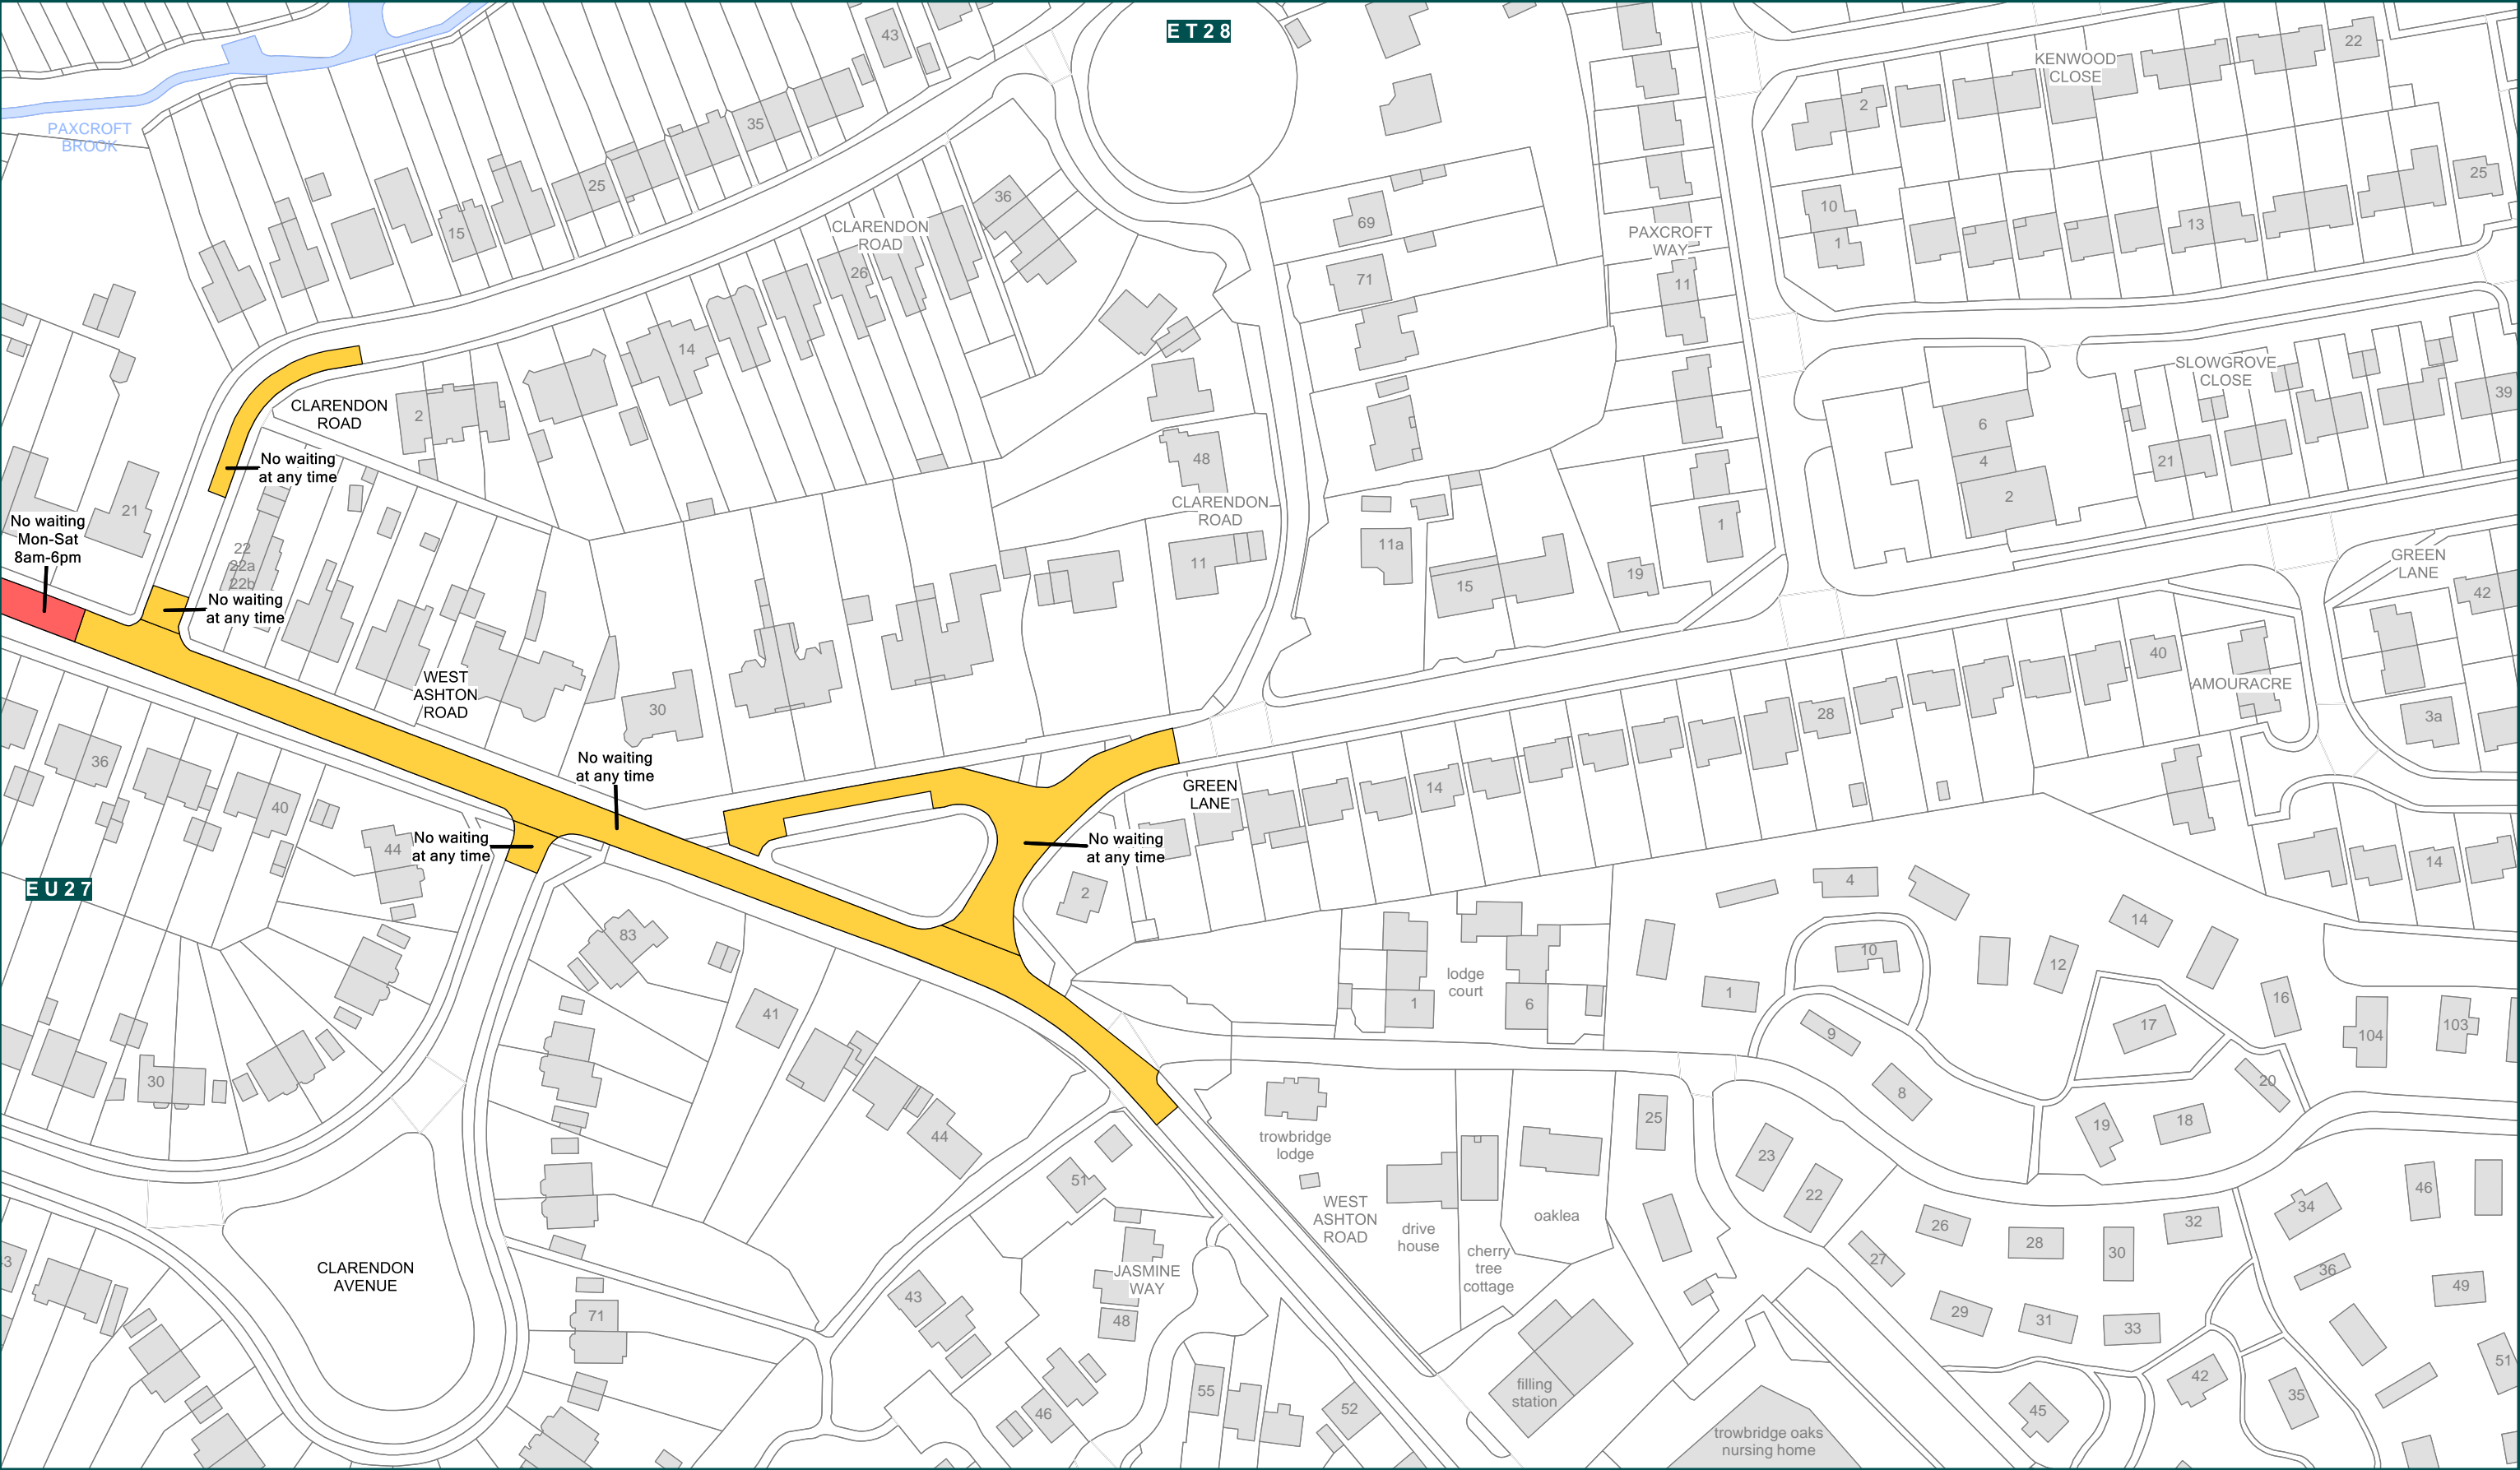 ET28
43
KENWOOD
CLOSE
22
2
PAXCROFT
BROOK
35
25
15
36
CLARENDON
ROAD
26
69
71
PAXCROFT
WAY
11
10
1
13
25
14
CLARENDON
ROAD
2
No waiting
at any time
21
No waiting
Mon-Sat
8am-6pm
22
22a
22b
No waiting
at any time
48
CLARENDON
ROAD
11
11a
15
19
1
SLOWGROVE
CLOSE
39
6
4
2
21
GREEN
LANE
42
WEST
ASHTON
ROAD
30
No waiting
at any time
28
40
AMOURACRE
3a
36
40
44
No waiting
at any time
GREEN
LANE
14
No waiting
at any time
2
14
EU27
83
41
44
lodge
court
1
6
4
10
1
12
14
9
8
17
16
104
103
20
19
18
30
trowbridge
lodge
25
23
22
51
WEST
ASHTON
ROAD
drive
house
cherry
tree
cottage
oaklea
26
27
28
30
32
34
46
36
49
29
31
33
CLARENDON
AVENUE
43
JASMINE
WAY
48
71
46
55
52
filling
station
trowbridge oaks
nursing home
45
42
35
51